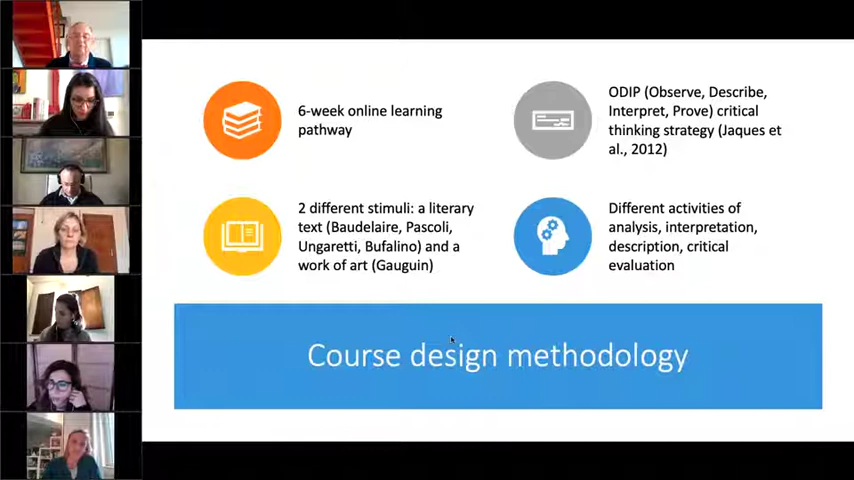 6-week online learning
pathway
ODIP (Observe, Describe,
Interpret, Prove) critical
thinking strategy (Jaques et
al., 2012)
2 different stimuli: a literary
text (Baudelaire, Pascoli,
Ungaretti, Bufalino) and a
work of art (Gauguin)
Different activities of
analysis, interpretation,
description, critical
evaluation
Course design methodology